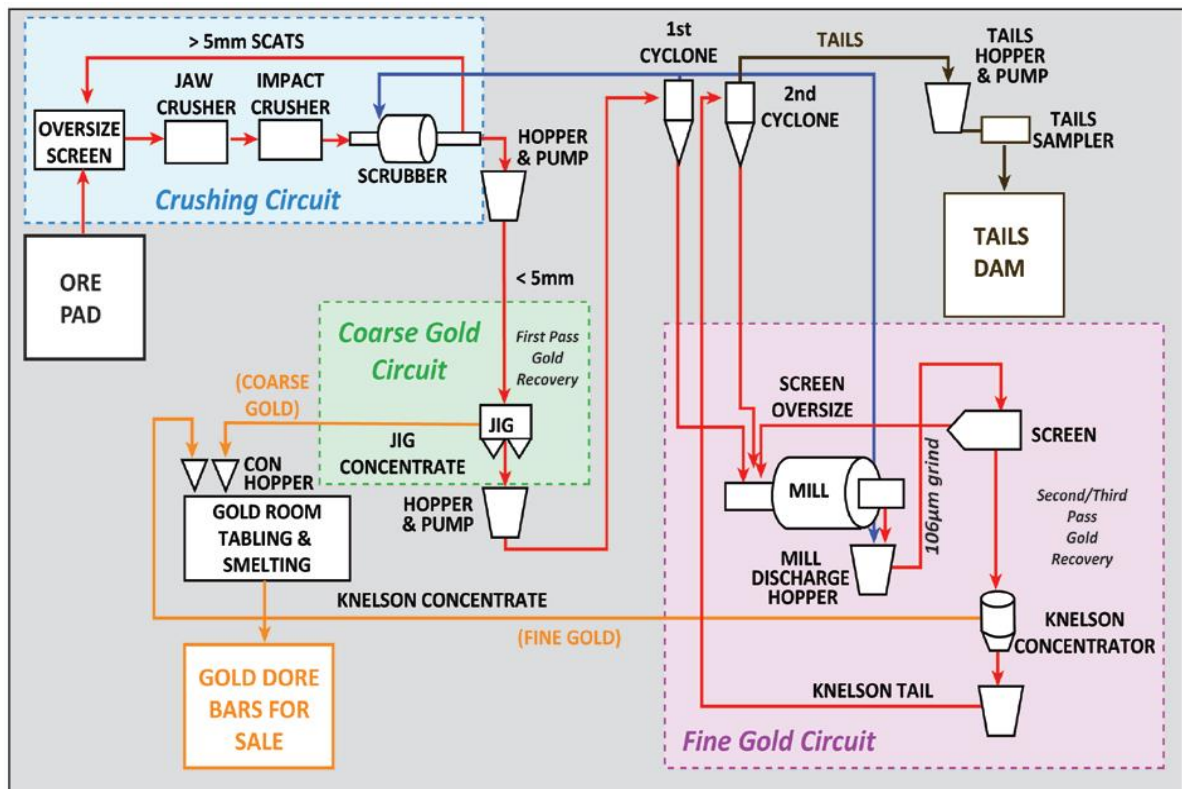 > 5mm SCATS
JAW
CRUSHER
IMPACT
CRUSHER
OVERSIZE
SCREEN
SCRUBBER
Crushing Circuit
HOPPER
& PUMP
ORE
PAD
1st
CYCLONE
2nd
CYCLONE
TAILS
TAILS
HOPPER
& PUMP
TAILS
SAMPLER
TAILS
DAM
< 5mm
Coarse Gold
Circuit
First Pass
Gold
Recovery
(COARSE
GOLD)
JIG
JIG
CONCENTRATE
CON
HOPPER
HOPPER
& PUMP
GOLD ROOM
TABLING &
SMELTING
KNELSON CONCENTRATE
(FINE GOLD)
GOLD DORE
BARS FOR
SALE
SCREEN
OVERSIZE
SCREEN
MILL
106µm grind
MILL
DISCHARGE
HOPPER
Second/Third
Pass
Gold
Recovery
KNELSON
CONCENTRATOR
KNELSON TAIL
Fine Gold Circuit